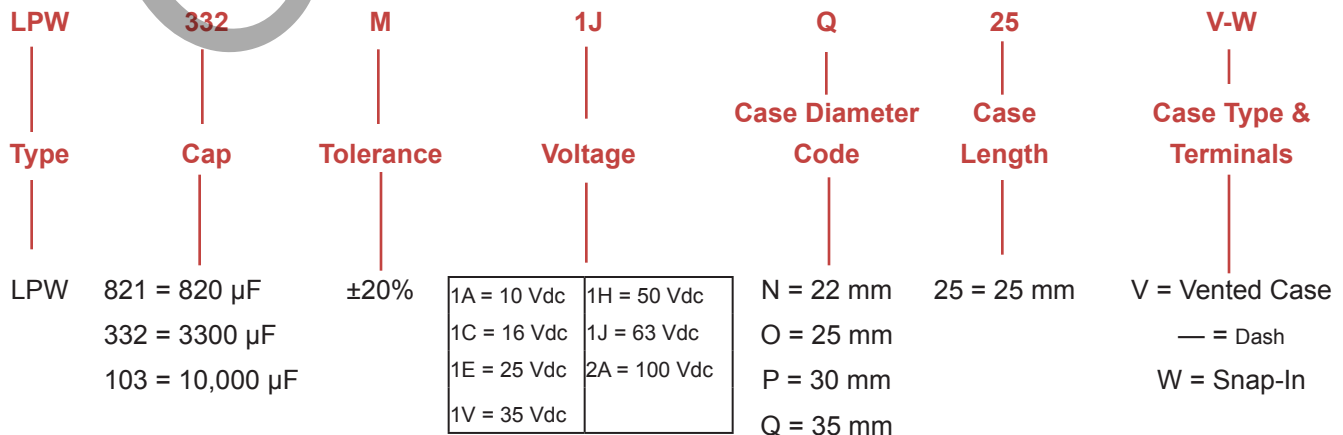 LPW 332 M 1J Q 25 V-W
Case Diameter Case Case Type &
Type Cap Tolerance Voltage Code Length Terminals
LPW 821 = 820 µF ±20% 1A = 10 Vdc 1H = 50 Vdc N = 22 mm 25 = 25 mm V = Vented Case
332 = 3300 µF 1C = 16 Vdc 1J = 63 Vdc O = 25 mm — = Dash
103 = 10,000 µF 1E = 25 Vdc 2A = 100 Vdc P = 30 mm W = Snap-In
1V = 35 Vdc Q = 35 mm